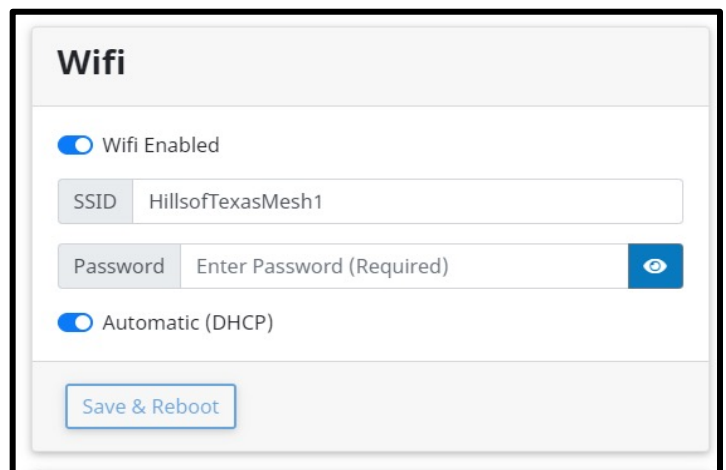 Wifi
Wifi Enabled
SSID HillsofTexasMesh1
Password Enter Password (Required)
Automatic (DHCP)
Save & Reboot